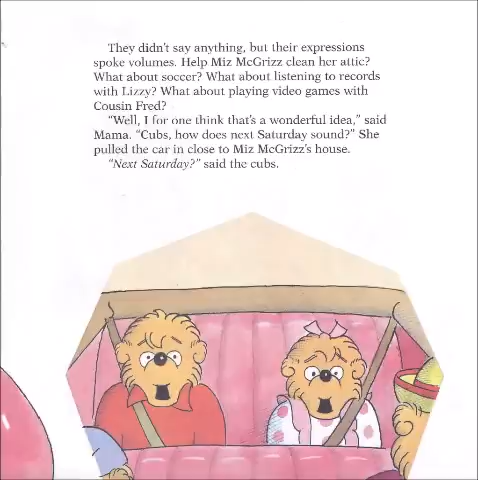 They didn't say anything, but their expressions
spoke volumes. Help Miz McGrizz clean her attic?
What about soccer? What about listening to records
with Lizzy? What about playing video games with
Cousin Fred?
"Well, I for one think that's a wonderful idea," said
Mama. "Cubs, how does next Saturday sound?" She
pulled the car in close to Miz McGrizz's house.
"Next Saturday?" said the cubs.